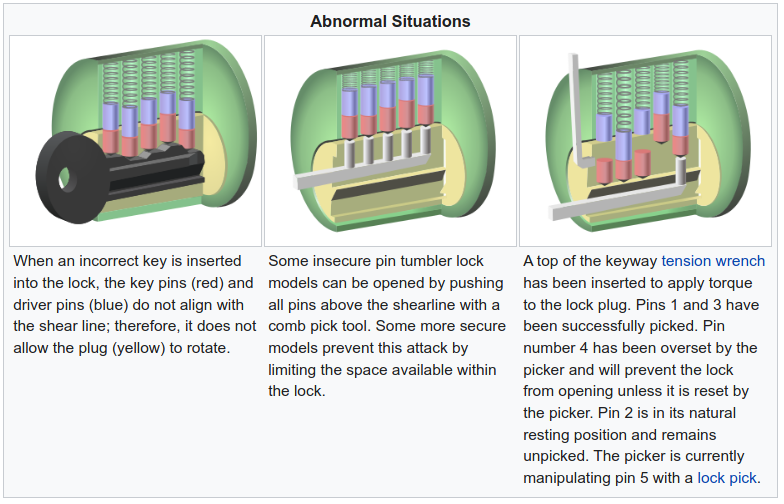 Abnormal Situations
When an incorrect key is inserted
into the lock, the key pins (red) and
driver pins (blue) do not align with
the shear line; therefore, it does not
allow the plug (yellow) to rotate.
Some insecure pin tumbler lock
models can be opened by pushing
all pins above the shearline with a
comb pick tool. Some more secure
models prevent this attack by
limiting the space available within
the lock.
A top of the keyway tension wrench
has been inserted to apply torque
to the lock plug. Pins 1 and 3 have
been successfully picked. Pin
number 4 has been overset by the
picker and will prevent the lock
from opening unless it is reset by
the picker. Pin 2 is in its natural
resting position and remains
unpicked. The picker is currently
manipulating pin 5 with a lock pick.